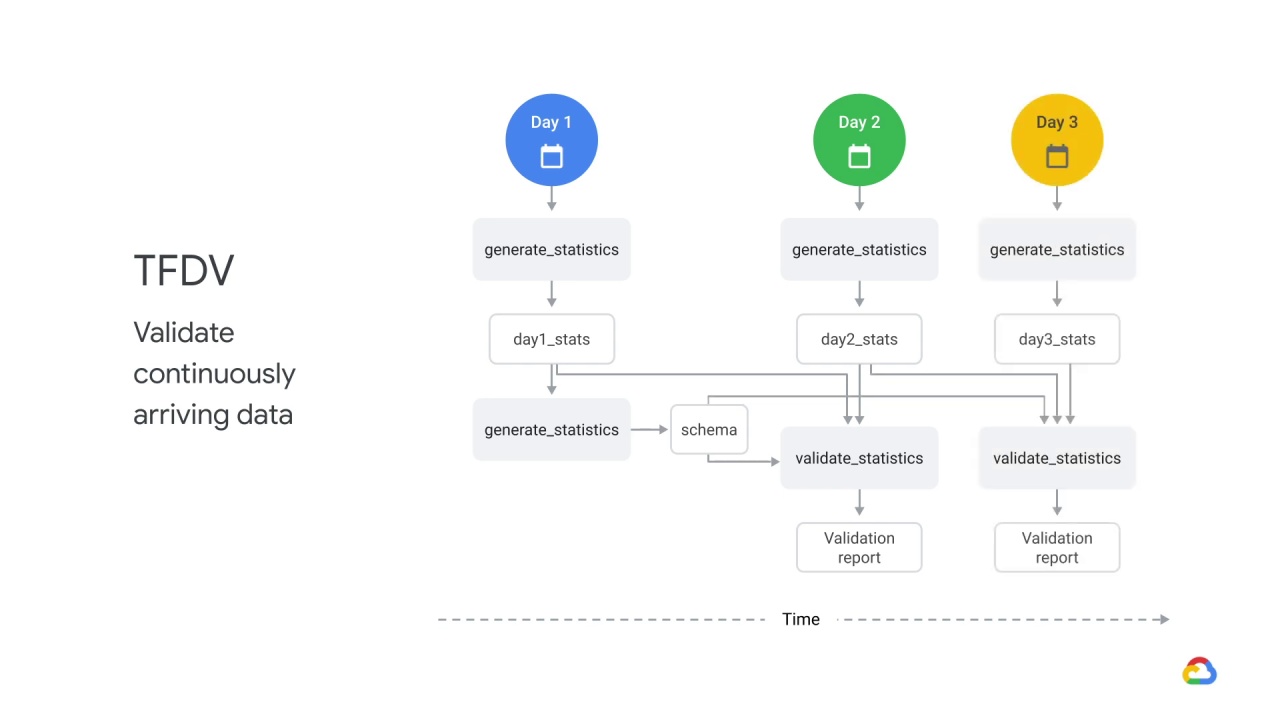 TFDV
Validate
continuously
arriving data
Day 1
Day 2
Day 3
generate_statistics
generate_statistics
generate_statistics
day1_stats
day2_stats
day3_stats
generate_statistics
schema
validate_statistics
validate_statistics
Validation
report
Validation
report
Time